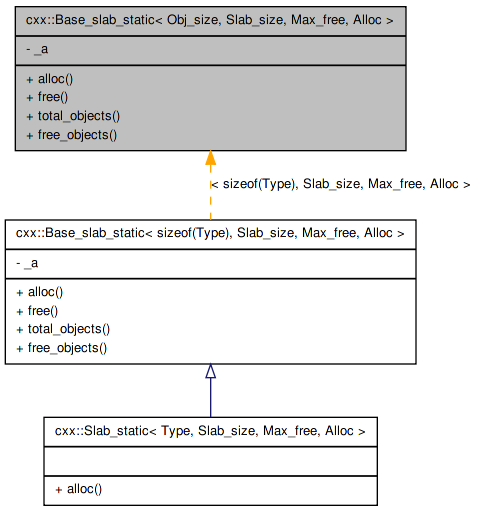 cxx::Base_slab_static< Obj_size, Slab_size, Max_free, Alloc >
- _a
+ alloc()
+ free()
+ total_objects()
+ free_objects()
< sizeof(Type), Slab_size, Max_free, Alloc >
cxx::Base_slab_static< sizeof(Type), Slab_size, Max_free, Alloc >
- _a
+ alloc()
+ free()
+ total_objects()
+ free_objects()
cxx::Slab_static< Type, Slab_size, Max_free, Alloc >
+ alloc()